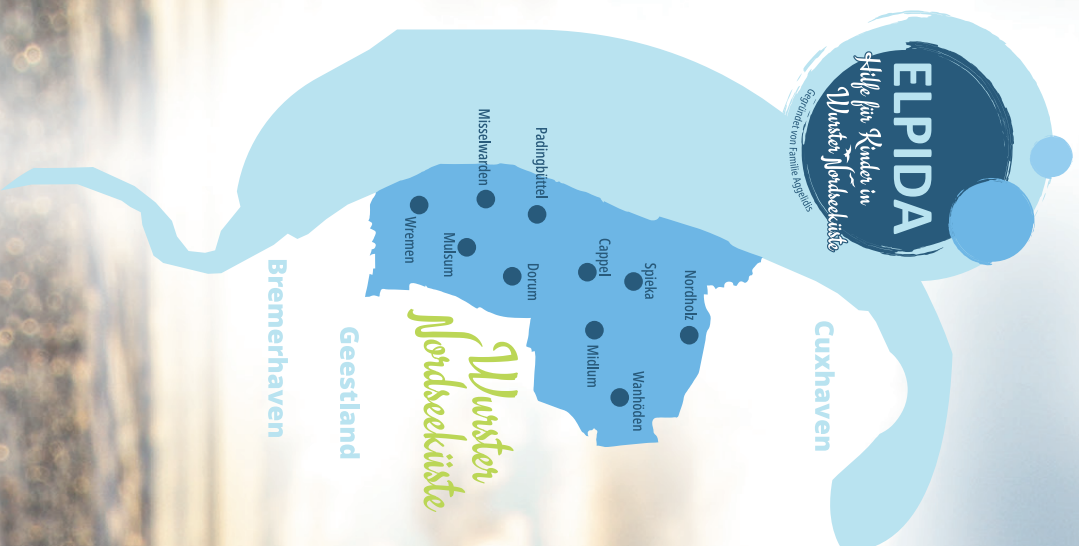 ELPIDA
Hilfe für Kinder in
Wurster Nordseeküste
Gegründet von Familie Aggelidis
Cuxhaven
Nordholz
Spieka
Wanhöden
Cappel
Midlum
Padingbüttel
Dorum
Misselwarden
Mulsum
Wremen
Wurster
Nordseeküste
Geestland
Bremerhaven